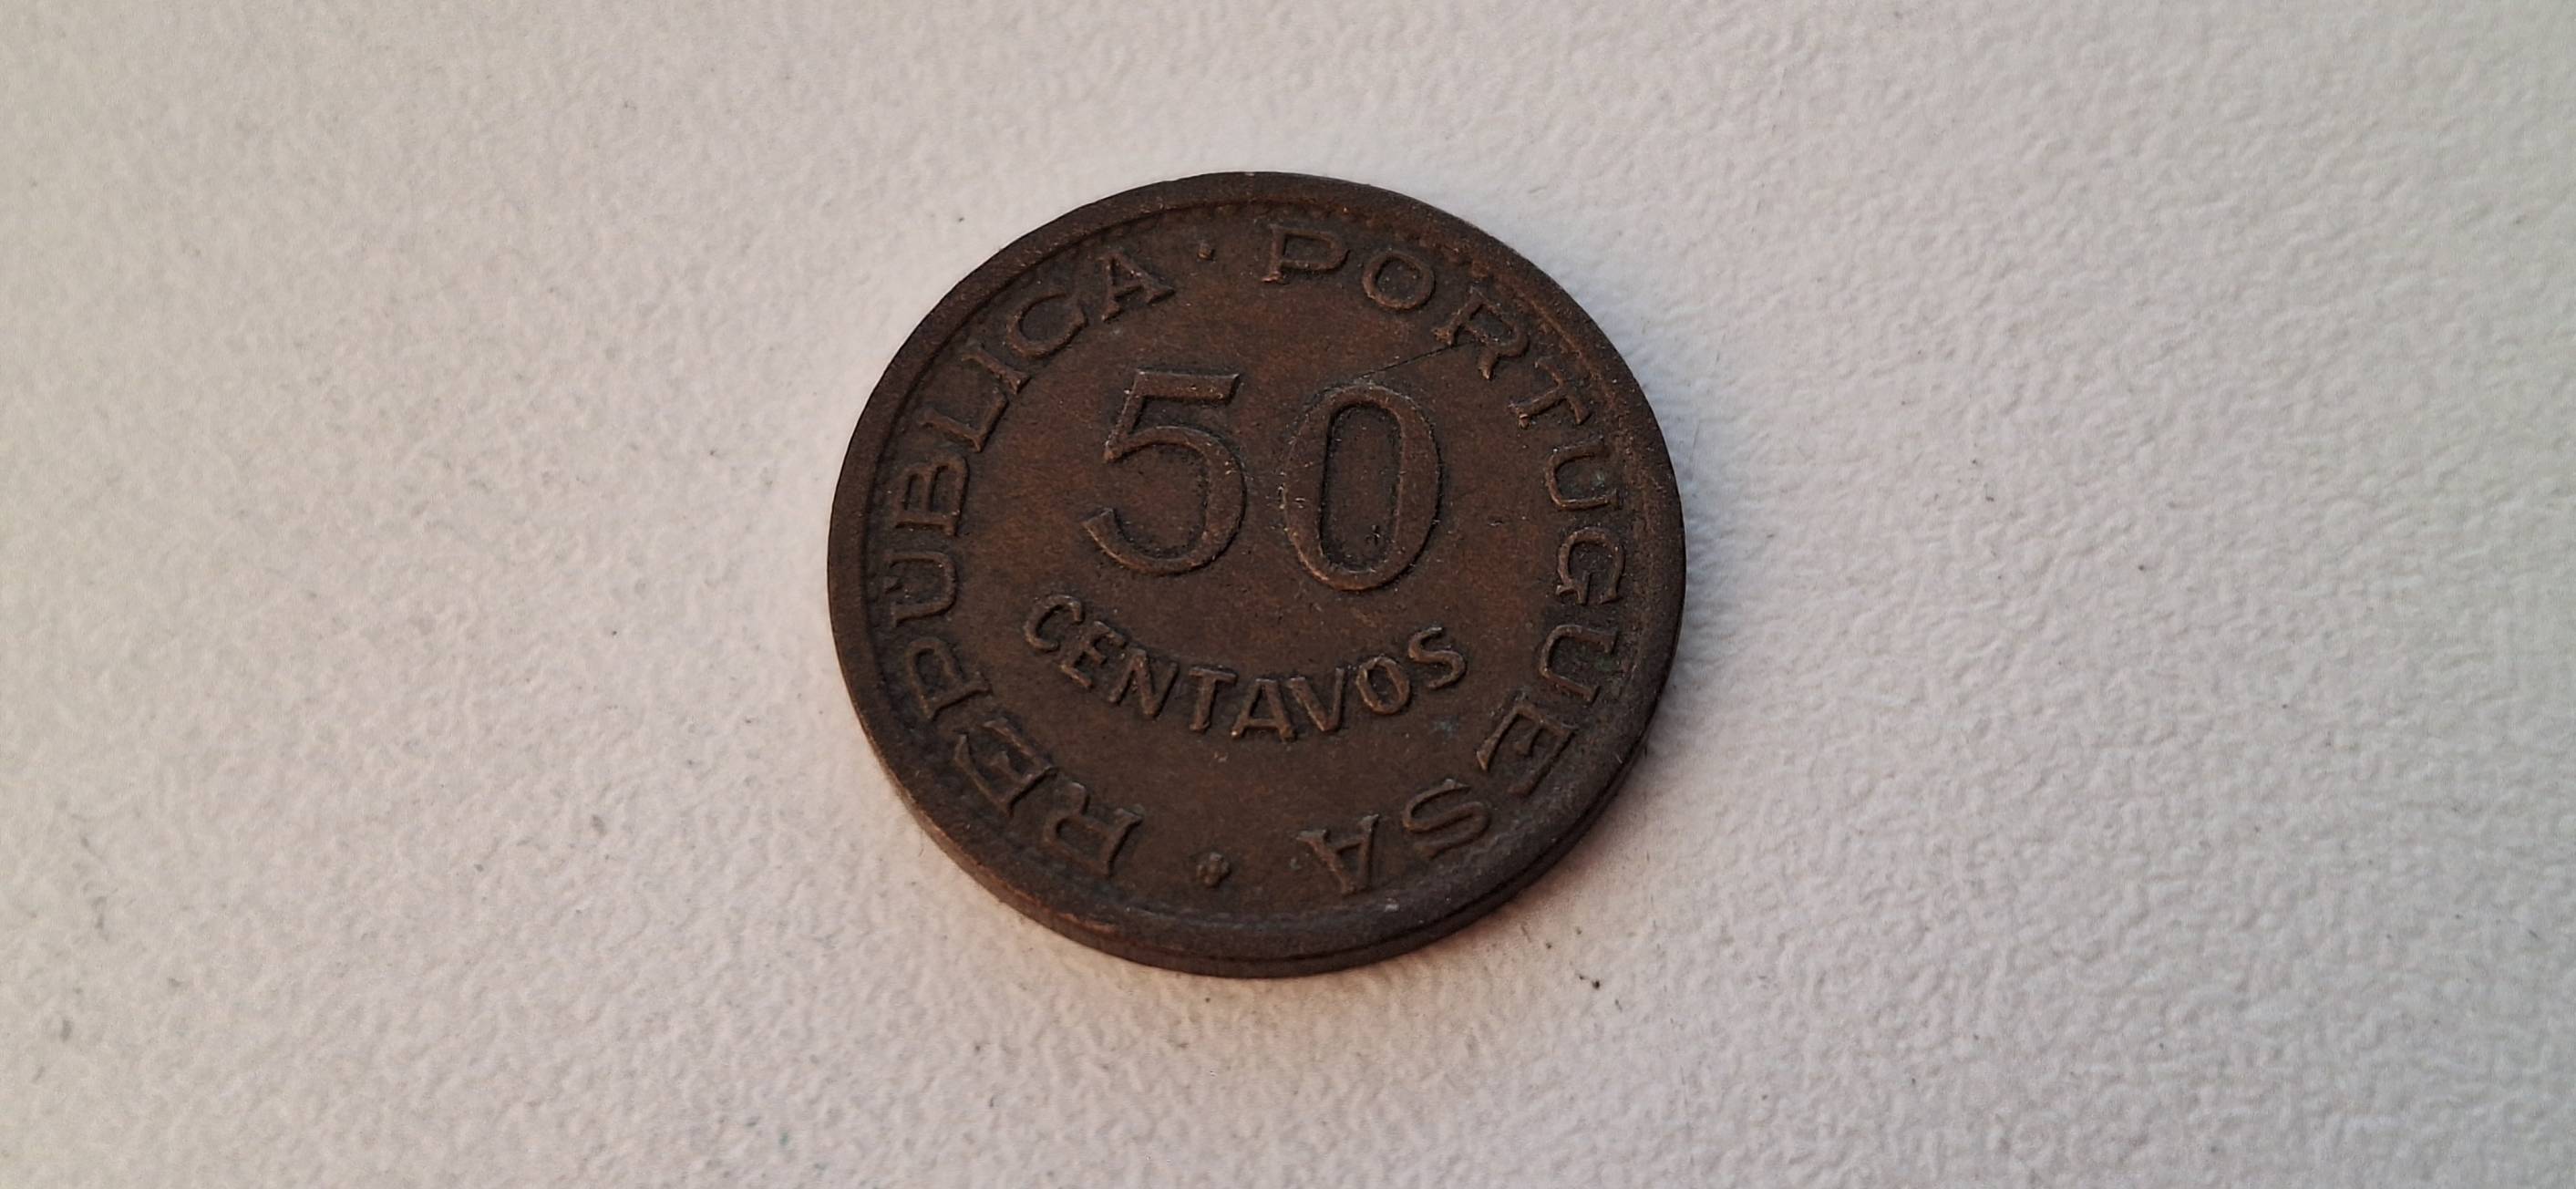 REPÚBLICA · PORTUGUESA
50
CENTAVOS